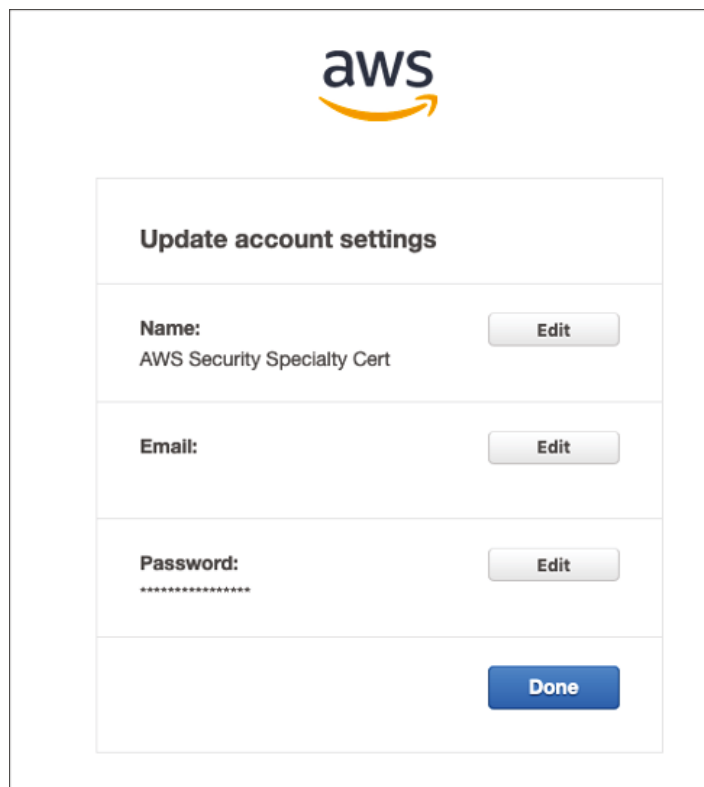 aws
Update account settings
Name:
Edit
AWS Security Specialty Cert
Email:
Edit
Password:
Edit
****************
Done